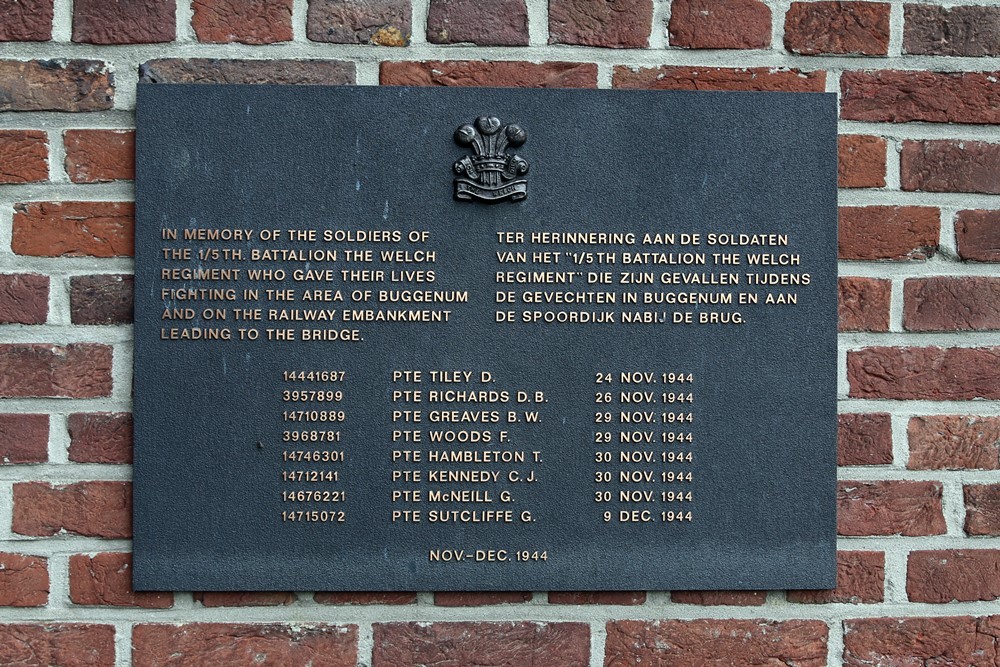 THE WELCH
IN MEMORY OF THE SOLDIERS OF
THE 1/5TH. BATTALION THE WELCH
REGIMENT WHO GAVE THEIR LIVES
FIGHTING IN THE AREA OF BUGGENUM
AND ON THE RAILWAY EMBANKMENT
LEADING TO THE BRIDGE.
TER HERINNERING AAN DE SOLDATEN
VAN HET "1/5 TH BATTALION THE WELCH
REGIMENT" DIE ZIJN GEVALLEN TIJDENS
DE GEVECHTEN IN BUGGENUM EN AAN
DE SPOORDIJK NABIJ DE BRUG.
14441687 PTE TILEY D. 24 NOV. 1944
3957899 PTE RICHARDS D.B. 26 NOV. 1944
14710889 PTE GREAVES B.W. 29 NOV. 1944
3968781 PTE WOODS F. 29 NOV. 1944
14746301 PTE HAMBLETON T. 30 NOV. 1944
14712141 PTE KENNEDY C.J. 30 NOV. 1944
14676221 PTE McNEILL G. 30 NOV. 1944
14715072 PTE SUTCLIFFE G. 9 DEC. 1944
NOV.-DEC. 1944